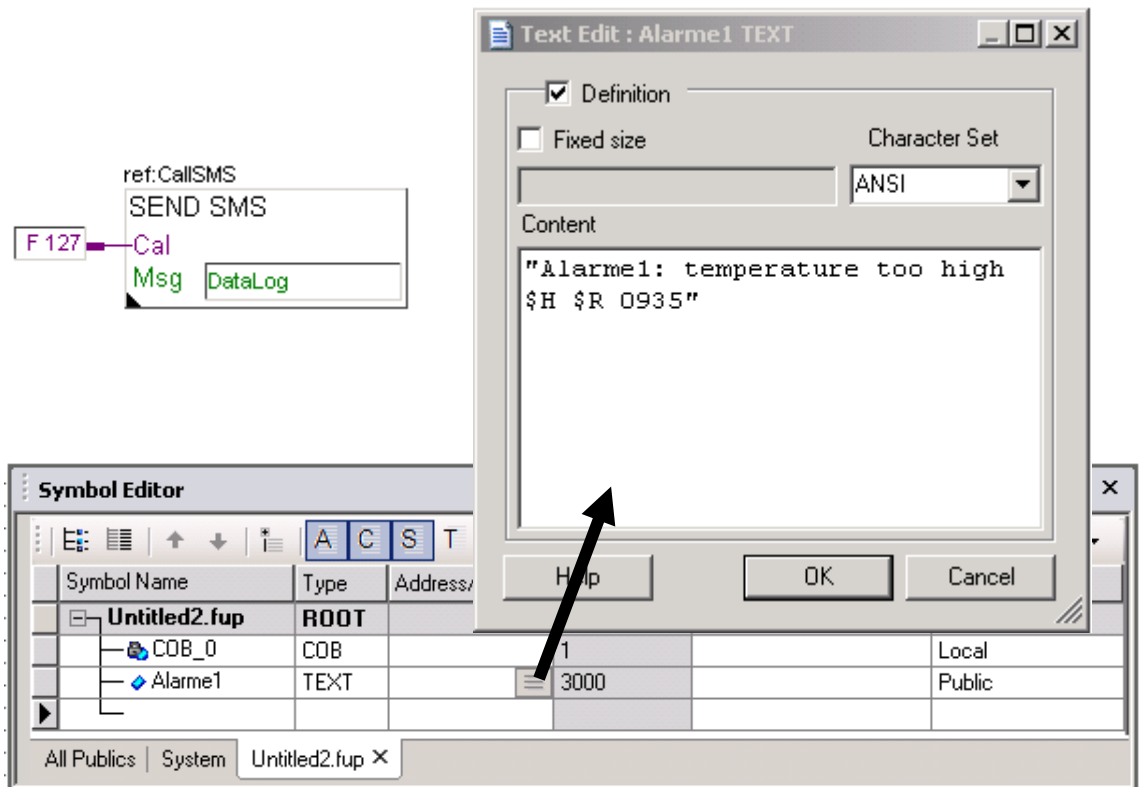 Text Edit : Alarme1 TEXT
Definition
Fixed size
Character Set
ANSI
Content
"Alarme1: temperature too high
$H $R 0935"
Help
OK
Cancel
ref:CallSMS
SEND SMS
F 127
Cal
Msg
DataLog
Symbol Editor
A C S T
Symbol Name Type Address/
Untitled2.fup ROOT
COB_0 COB 1 Local
Alarme1 TEXT 3000 Public
All Publics System Untitled2.fup